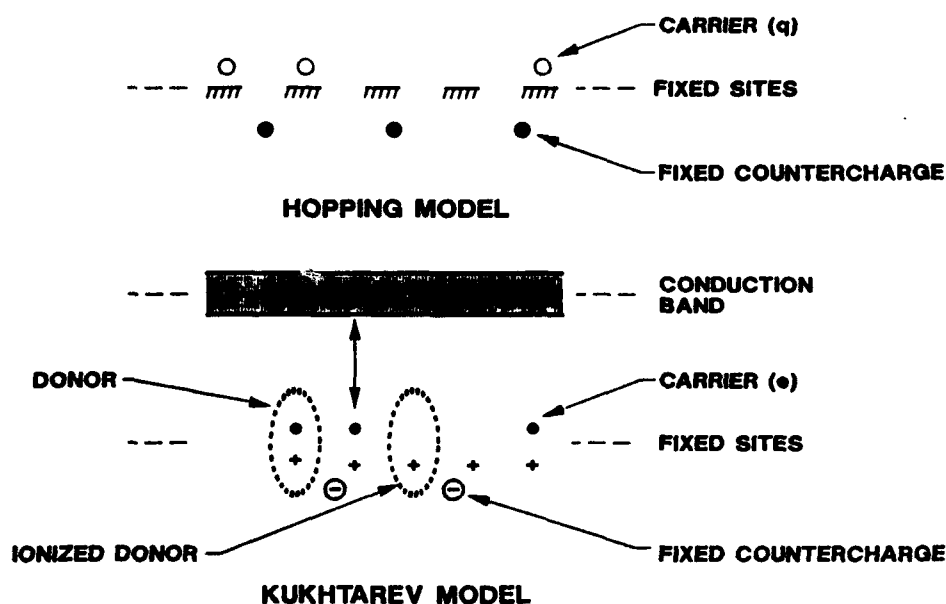 CARRIER (q)
FIXED SITES
FIXED COUNTERCHARGE
HOPPING MODEL
CONDUCTION
BAND
DONOR
CARRIER (e)
FIXED SITES
IONIZED DONOR
FIXED COUNTERCHARGE
KUKHTAREV MODEL